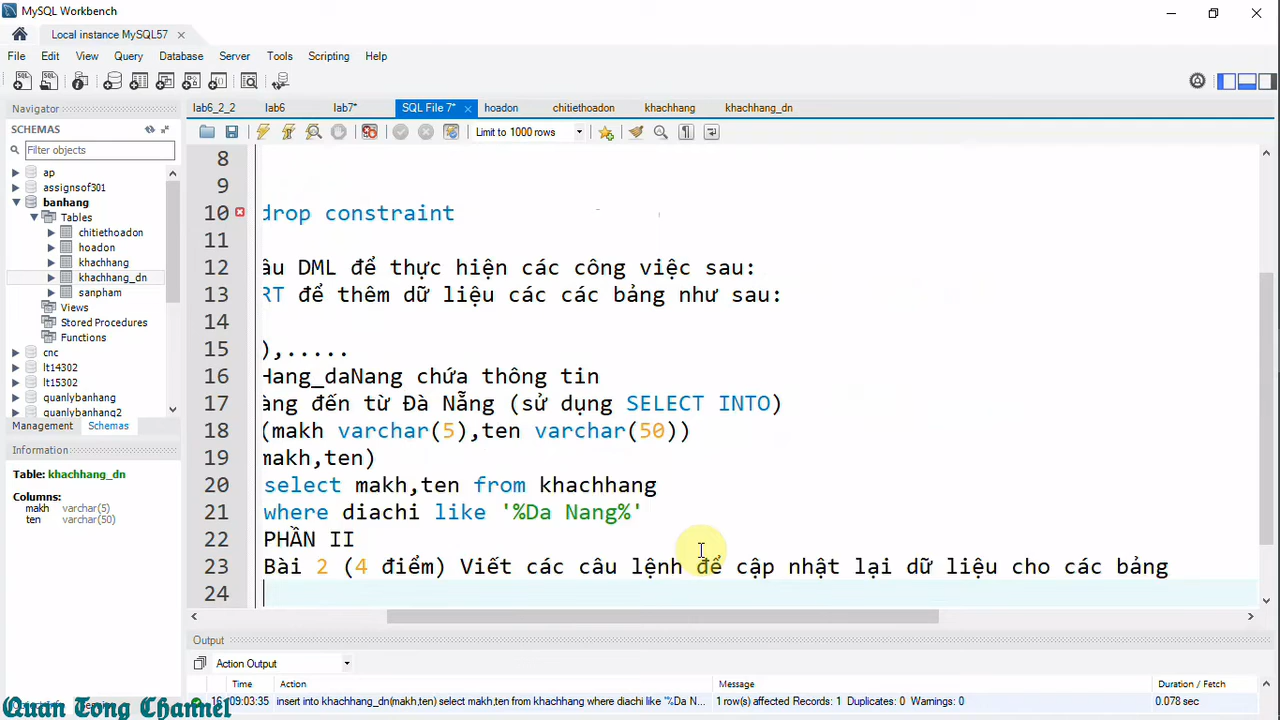 MySQL Workbench
Local instance MySQL57
File Edit View Query Database Server Tools Scripting Help
Navigator
SCHEMAS
Filter objects
ap
assignsof301
banhang
Tables
chitiethoadon
hoadon
khachhang
khachhang_dn
sanpham
Views
Stored Procedures
Functions
cnc
lt14302
lt15302
quanlybanhang
quanlybanhang2
Management Schemas
Information
Table: khachhang_dn
Columns:
makh varchar(5)
ten varchar(50)
lab6_2_2 lab6 lab7* SQL File 7* hoadon chitiethoadon khachhang khachhang_dn
Limit to 1000 rows
8
9
10 drop constraint
11
12 âu DML để thực hiện các công việc sau:
13 RT để thêm dữ liệu các các bảng như sau:
14
15 ),.....
16 Hang_daNang chứa thông tin
17 àng đến từ Đà Nẵng (sử dụng SELECT INTO)
18 (makh varchar(5),ten varchar(50))
19 makh,ten)
20 select makh,ten from khachhang
21 where diachi like '%Da Nang%'
22 PHẦN II
23 Bài 2 (4 điểm) Viết các câu lệnh để cập nhật lại dữ liệu cho các bảng
24
Output
Action Output
Time Action Message Duration / Fetch
16 09:03:35 insert into khachhang_dn(makh,ten) select makh,ten from khachhang where diachi like '%Da N... 1 row(s) affected Records: 1 Duplicates: 0 Warnings: 0 0.078 sec
Quan Tong Channel